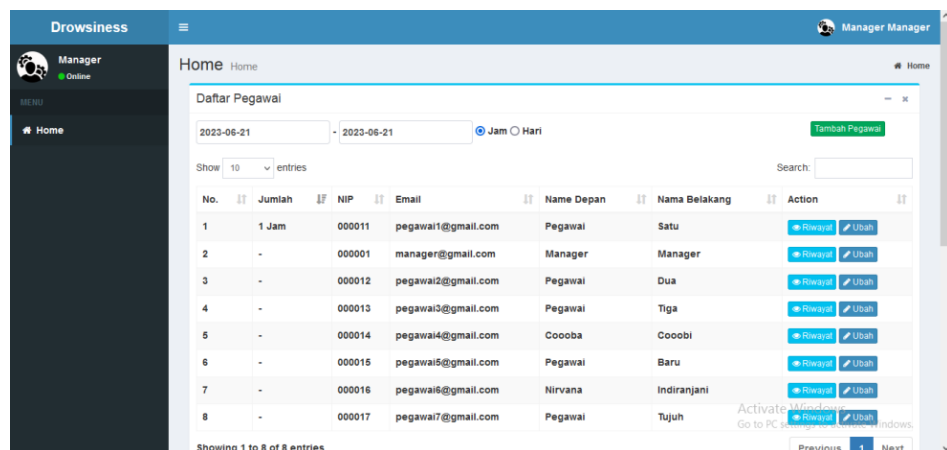 Drowsiness
Manager Manager
Manager
Online
Home Home
Home
MENU
Home
Daftar Pegawai
2023-06-21 - 2023-06-21 Jam Hari Tambah Pegawai
Show 10 entries Search:
No. Jumlah NIP Email Name Depan Nama Belakang Action
1 1 Jam 000011 pegawai1@gmail.com Pegawai Satu Riwayat Ubah
2 - 000001 manager@gmail.com Manager Manager Riwayat Ubah
3 - 000012 pegawai2@gmail.com Pegawai Dua Riwayat Ubah
4 - 000013 pegawai3@gmail.com Pegawai Tiga Riwayat Ubah
5 - 000014 pegawai4@gmail.com Coooba Cooobi Riwayat Ubah
6 - 000015 pegawai5@gmail.com Pegawai Baru Riwayat Ubah
7 - 000016 pegawai6@gmail.com Nirvana Indiranjani Riwayat Ubah
8 - 000017 pegawai7@gmail.com Pegawai Tujuh Riwayat Ubah
Activate Windows
Go to PC settings to activate Windows.
Showing 1 to 8 of 8 entries Previous 1 Next